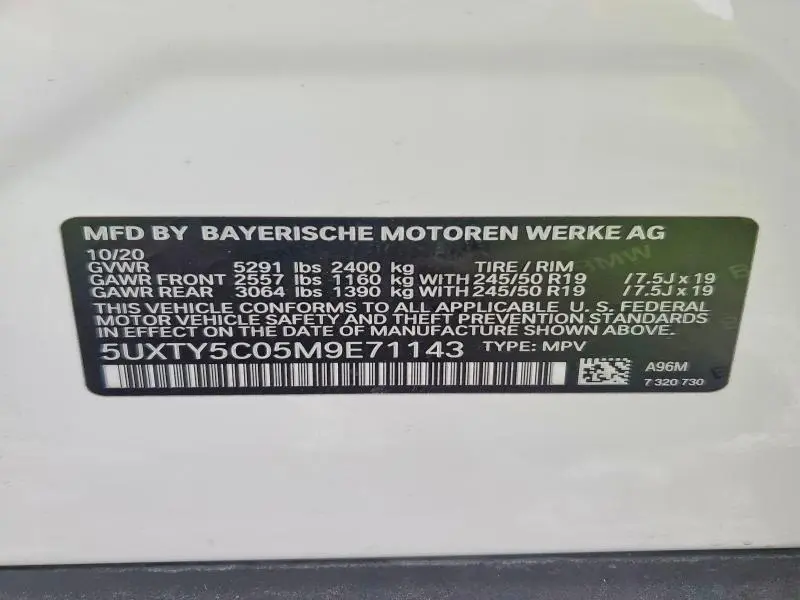 MFD BY BAYERISCHE MOTOREN WERKE AG
10/20
GVWR 5291 lbs 2400 kg TIRE / RIM
GAWR FRONT 2557 lbs 1160 kg WITH 245/50 R19 /7.5J x 19
GAWR REAR 3064 lbs 1390 kg WITH 245/50 R19 /7.5J x 19
THIS VEHICLE CONFORMS TO ALL APPLICABLE U. S. FEDERAL
MOTOR VEHICLE SAFETY AND THEFT PREVENTION STANDARDS
IN EFFECT ON THE DATE OF MANUFACTURE SHOWN ABOVE.
5UXTY5C05M9E71143 TYPE: MPV
A96M
7 320 730
BMW